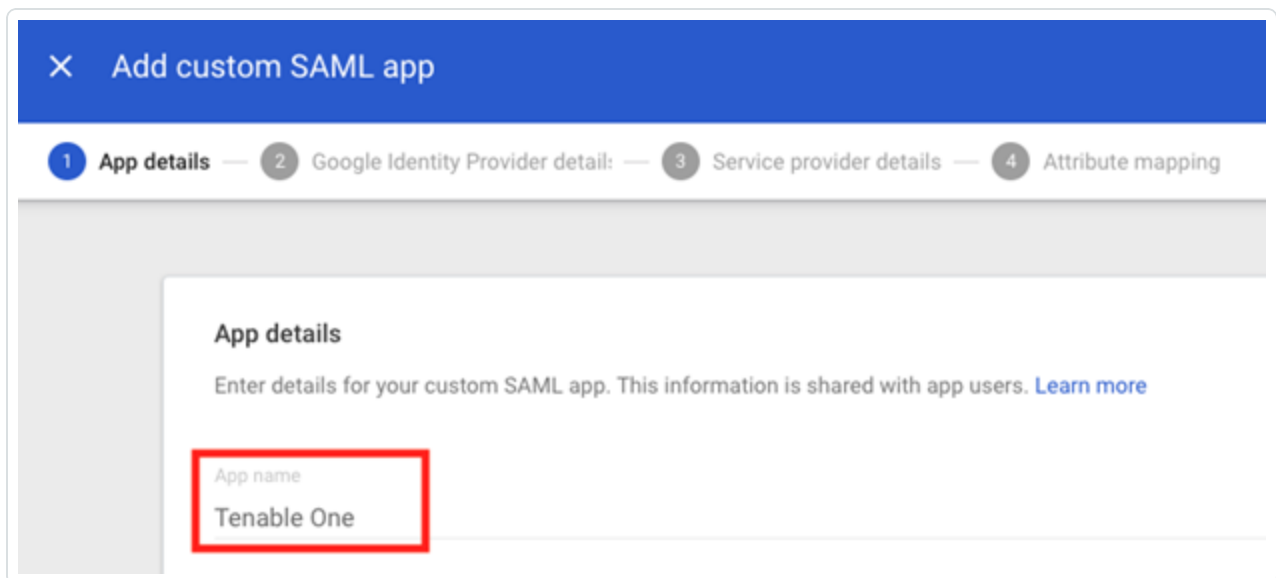 Add custom SAML app
1 App details — 2 Google Identity Provider detail — 3 Service provider details — 4 Attribute mapping
App details
Enter details for your custom SAML app. This information is shared with app users. Learn more
App name
Tenable One